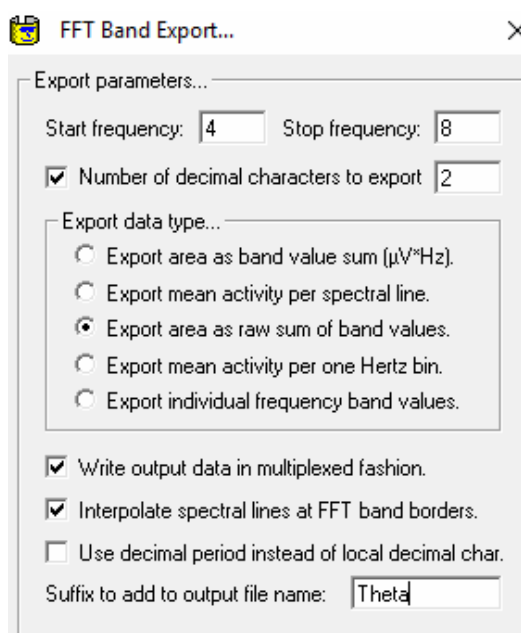 FFT Band Export...
Export parameters...
Start frequency: 4 Stop frequency: 8
Number of decimal characters to export 2
Export data type...
Export area as band value sum (µV*Hz).
Export mean activity per spectral line.
Export area as raw sum of band values.
Export mean activity per one Hertz bin.
Export individual frequency band values.
Write output data in multiplexed fashion.
Interpolate spectral lines at FFT band borders.
Use decimal period instead of local decimal char.
Suffix to add to output file name: Theta